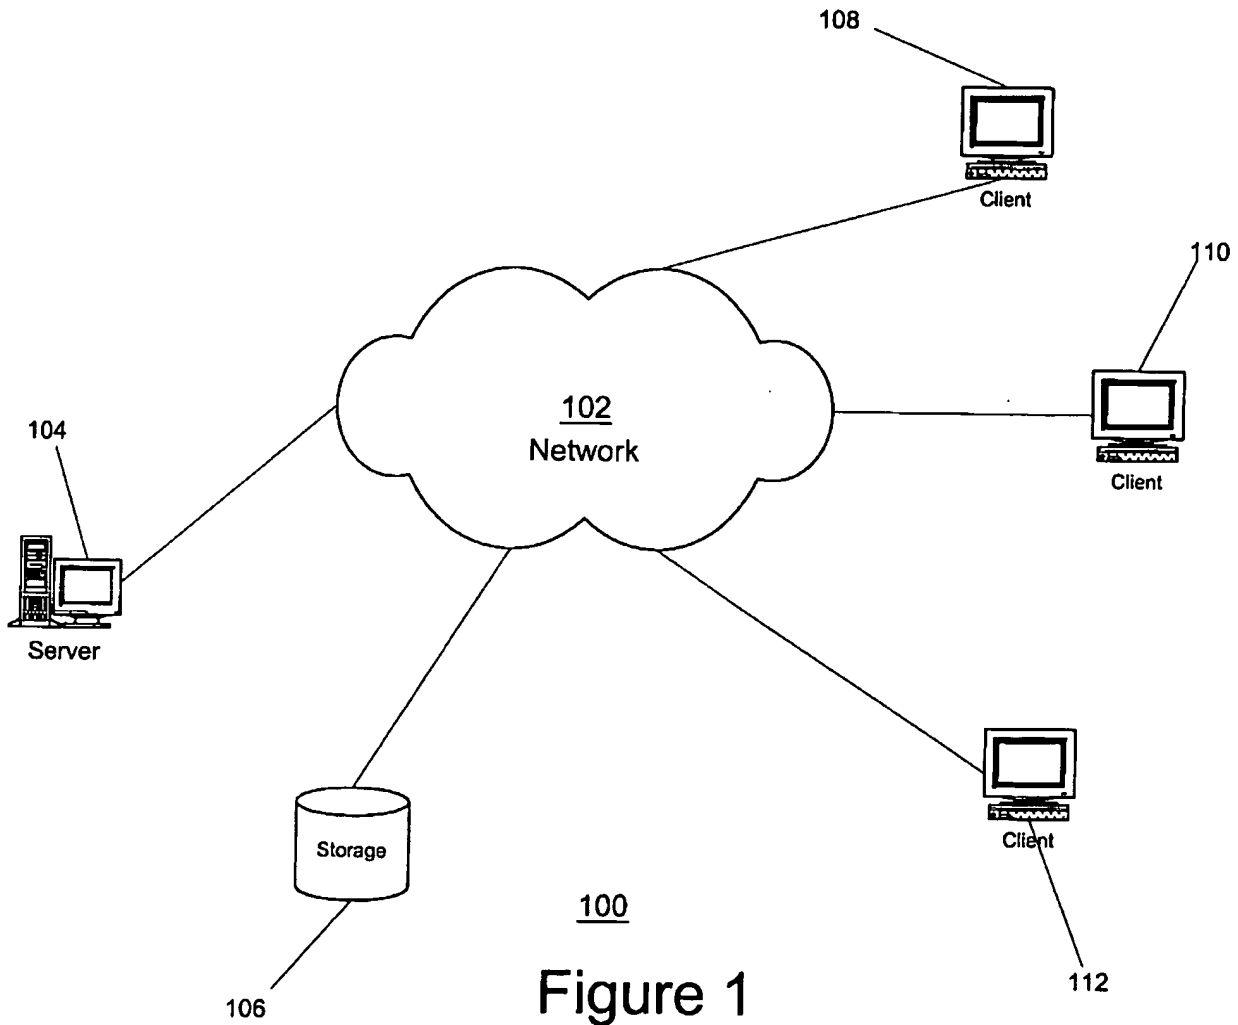 108
Client
110
102
Network
Client
104
Server
Storage
Client
100
112
106
Figure 1